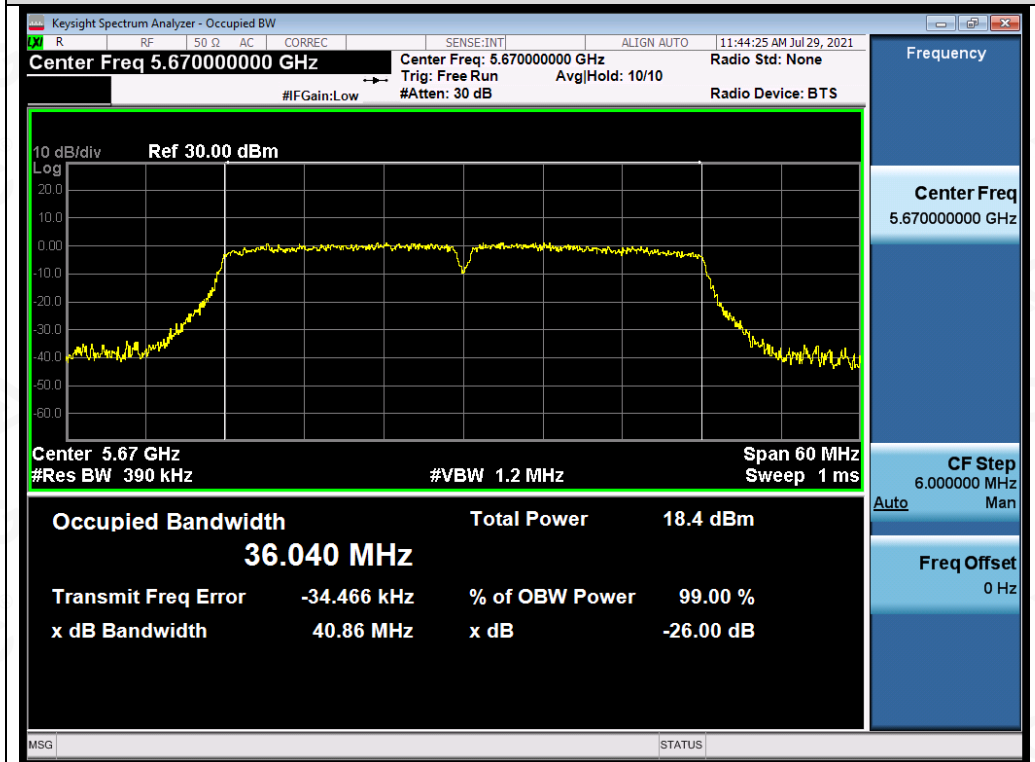 Keysight Spectrum Analyzer - Occupied BW
LXI R RF 50 Ω AC CORREC SENSE:INT ALIGN AUTO 11:44:25 AM Jul 29, 2021
Center Freq 5.670000000 GHz
Center Freq: 5.670000000 GHz
Radio Std: None
Trig: Free Run Avg|Hold: 10/10
#IFGain:Low
#Atten: 30 dB
Radio Device: BTS
10 dB/div Ref 30.00 dBm
Log
20.0
10.0
0.00
-10.0
-20.0
-30.0
-40.0
-50.0
-60.0
Center 5.67 GHz Span 60 MHz
#Res BW 390 kHz #VBW 1.2 MHz Sweep 1 ms
Occupied Bandwidth Total Power 18.4 dBm
36.040 MHz
Transmit Freq Error -34.466 kHz % of OBW Power 99.00 %
x dB Bandwidth 40.86 MHz x dB -26.00 dB
Frequency
Center Freq
5.670000000 GHz
CF Step
6.000000 MHz
Auto Man
Freq Offset
0 Hz
MSG STATUS